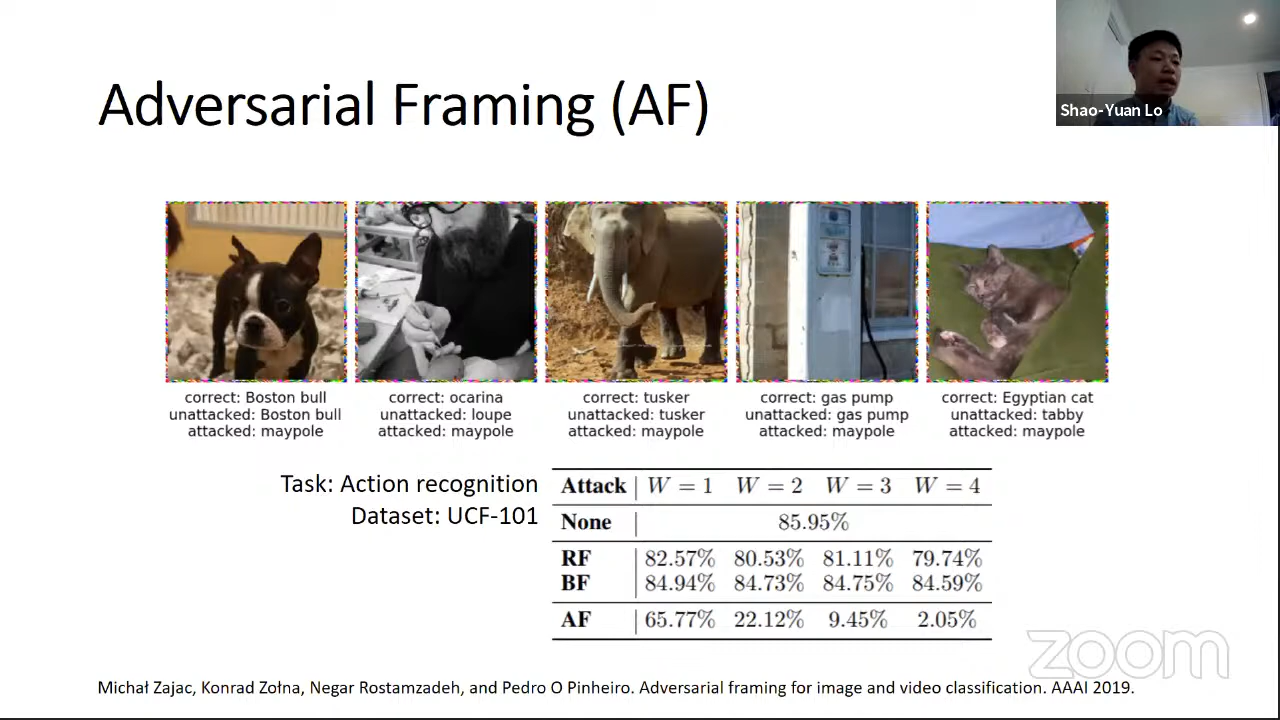 Shao-Yuan Lo
Adversarial Framing (AF)
correct: Boston bull
unattacked: Boston bull
attacked: maypole
correct: ocarina
unattacked: loupe
attacked: maypole
correct: tusker
unattacked: tusker
attacked: maypole
correct: gas pump
unattacked: gas pump
attacked: maypole
correct: Egyptian cat
unattacked: tabby
attacked: maypole
Task: Action recognition
Dataset: UCF-101
Attack W = 1 W = 2 W = 3 W = 4
None 85.95%
RF 82.57% 80.53% 81.11% 79.74%
BF 84.94% 84.73% 84.75% 84.59%
AF 65.77% 22.12% 9.45% 2.05%
zoom
Michał Zajac, Konrad Zołna, Negar Rostamzadeh, and Pedro O Pinheiro. Adversarial framing for image and video classification. AAAI 2019.